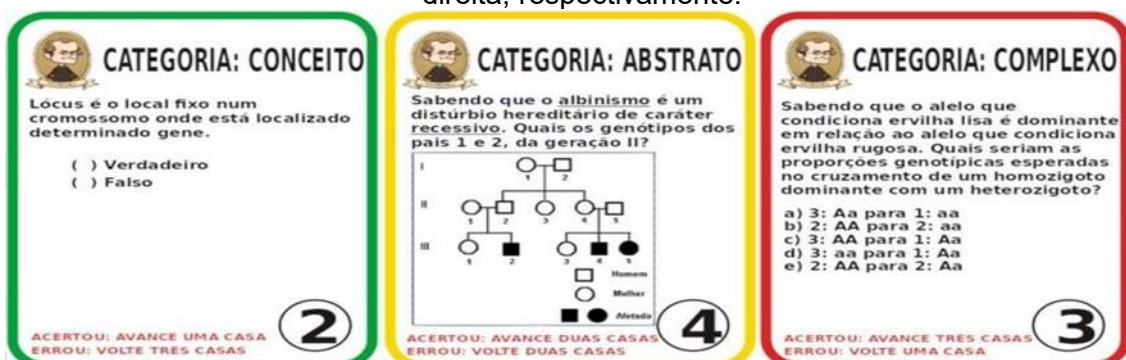 direita, respectivamente.
CATEGORIA: CONCEITO
Lócus é o local fixo num
cromossomo onde está localizado
determinado gene.
( ) Verdadeiro
( ) Falso
ACERTOU: AVANCE UMA CASA
ERROU: VOLTE TRÊS CASAS
2
CATEGORIA: ABSTRATO
Sabendo que o albinismo é um
distúrbio hereditário de caráter
recessivo. Quais os genótipos dos
pais 1 e 2, da geração II?
I
1 2
II
1 2 3 4 5
III
1 2 3 4 5
Homem
Mulher
Afetado
ACERTOU: AVANCE DUAS CASAS
ERROU: VOLTE DUAS CASAS
4
CATEGORIA: COMPLEXO
Sabendo que o alelo que
condiciona ervilha lisa é dominante
em relação ao alelo que condiciona
ervilha rugosa. Quais seriam as
proporções genotípicas esperadas
no cruzamento de um homozigoto
dominante com um heterozigoto?
a) 3: Aa para 1: aa
b) 2: AA para 2: aa
c) 3: AA para 1: Aa
d) 3: aa para 1: Aa
e) 2: AA para 2: Aa
ACERTOU: AVANCE TRÊS CASAS
ERROU: VOLTE UMA CASA
3